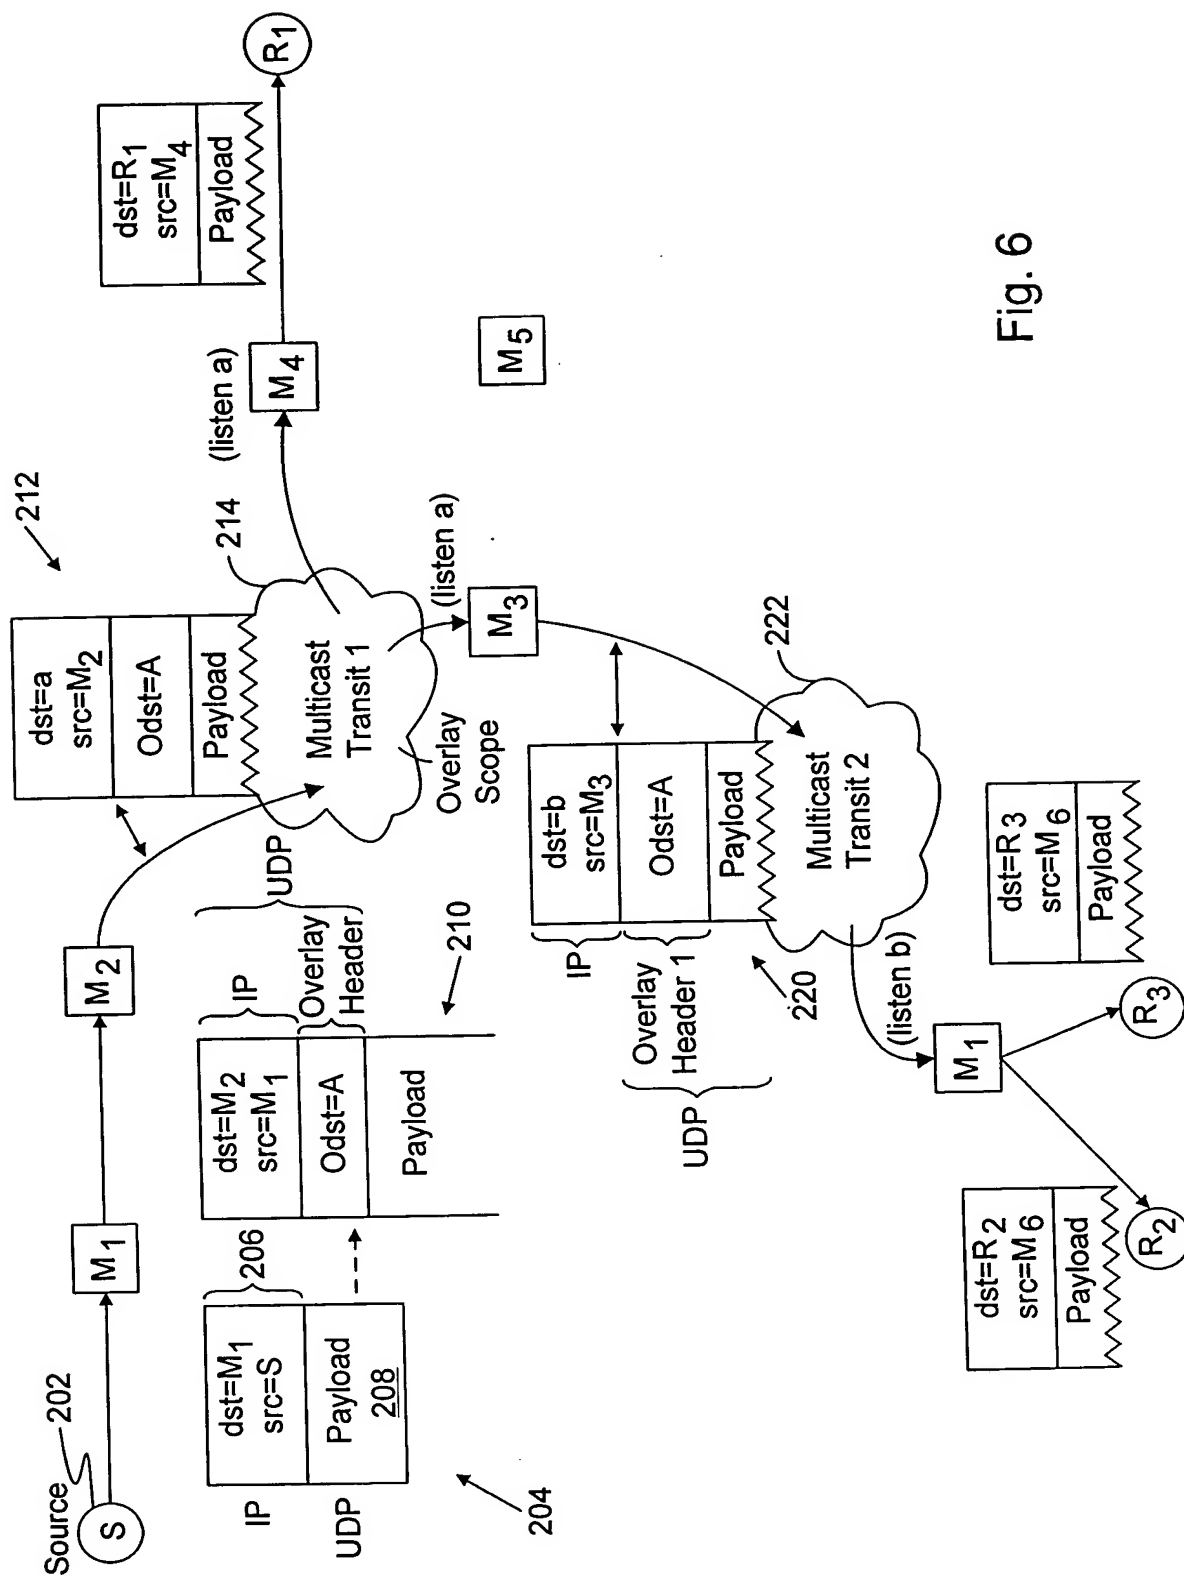 Source
202
S
M1
M2
IP
dst=M1
src=S
206
UDP
Payload
208
204
IP
dst=M2
src=M1
Overlay
Header
Odst=A
UDP
Payload
210
212
dst=a
src=M2
Odst=A
Payload
214
Multicast
Transit 1
Overlay
Scope
(listen a)
M4
dst=R1
src=M4
Payload
R1
(listen a)
M3
M5
IP
dst=b
src=M3
Overlay
Header 1
Odst=A
UDP
Payload
220
222
Multicast
Transit 2
(listen b)
M1
dst=R2
src=M6
Payload
R2
dst=R3
src=M6
Payload
R3
Fig. 6